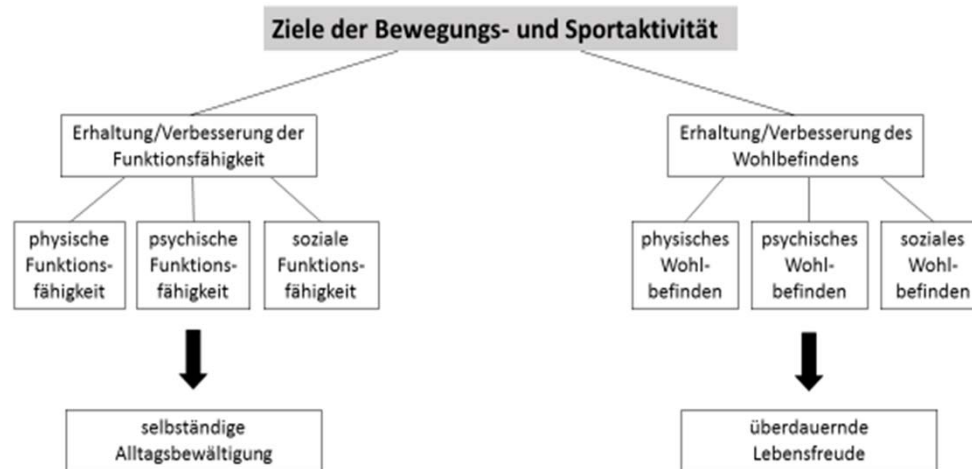 Ziele der Bewegungs- und Sportaktivität
Erhaltung/Verbesserung der
Funktionsfähigkeit
Erhaltung/Verbesserung des
Wohlbefindens
physische
Funktions-
fähigkeit
psychische
Funktions-
fähigkeit
soziale
Funktions-
fähigkeit
physisches
Wohl-
befinden
psychisches
Wohl-
befinden
soziales
Wohl-
befinden
selbständige
Alltagsbewältigung
überdauernde
Lebensfreude